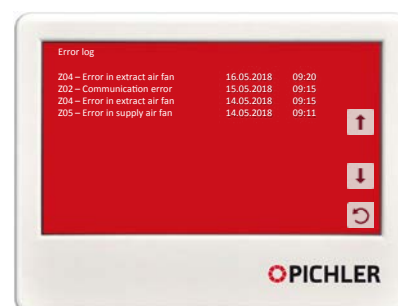 Error log
Z04 – Error in extract air fan 16.05.2018 09:20
Z02 – Communication error 15.05.2018 09:15
Z04 – Error in extract air fan 14.05.2018 09:15
Z05 – Error in supply air fan 14.05.2018 09:11
PICHLER